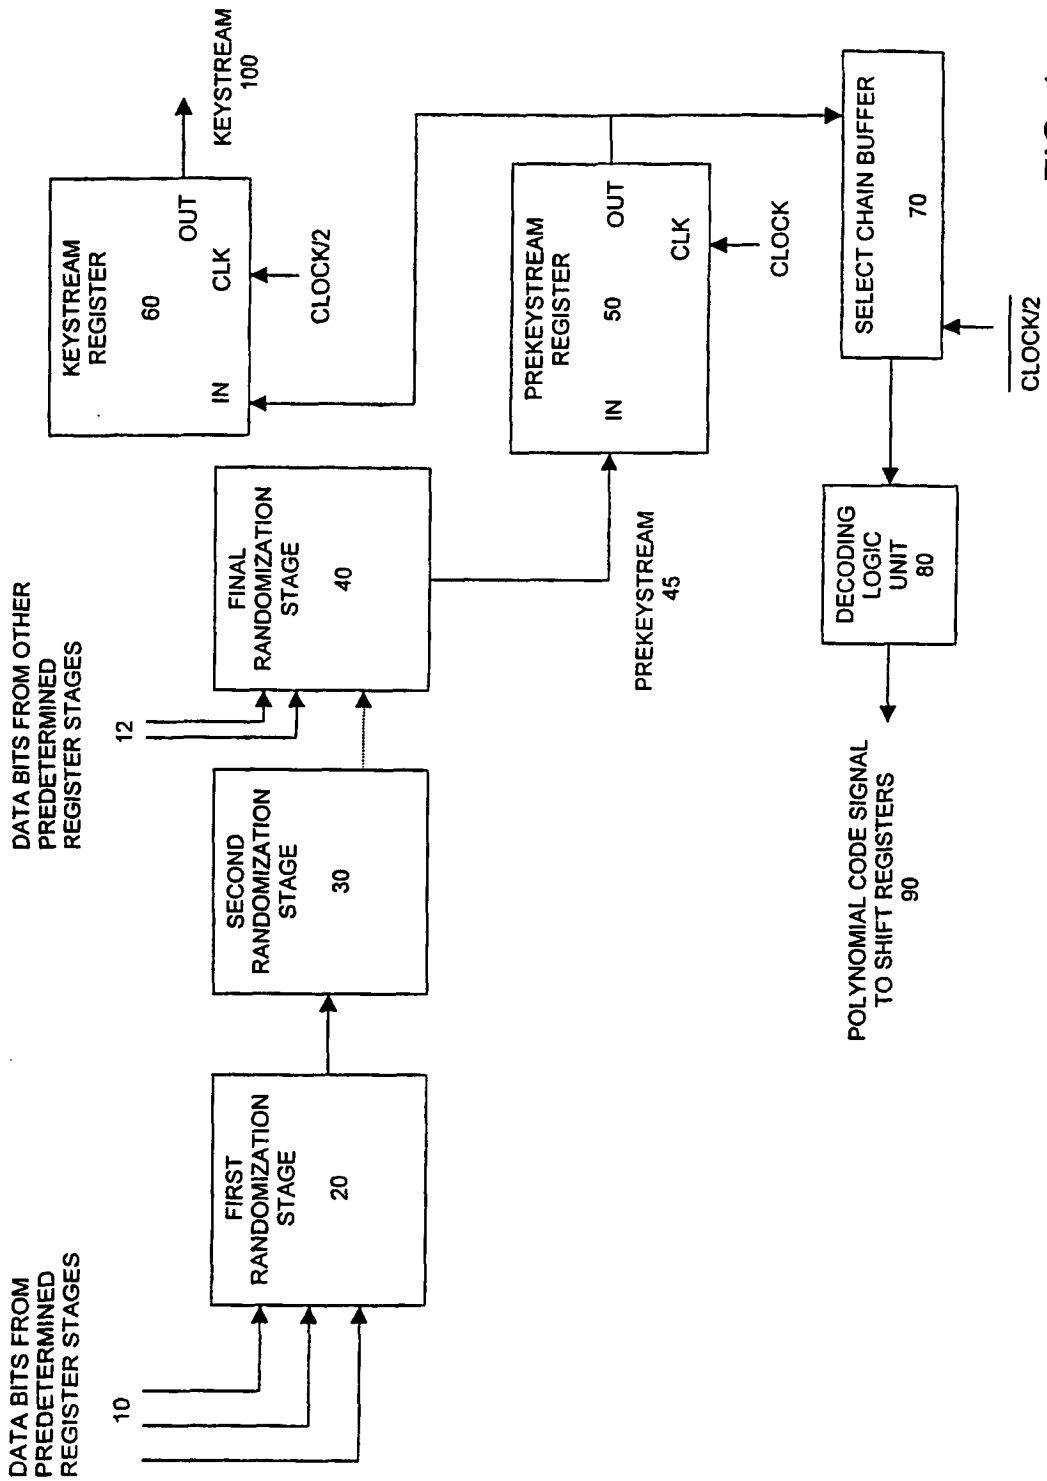 DATA BITS FROM
PREDETERMINED
REGISTER STAGES
10
FIRST
RANDOMIZATION
STAGE
20
SECOND
RANDOMIZATION
STAGE
30
DATA BITS FROM OTHER
PREDETERMINED
REGISTER STAGES
12
FINAL
RANDOMIZATION
STAGE
40
PREKEYSTREAM
45
KEYSTREAM
REGISTER
60
IN
CLK
OUT
CLOCK/2
KEYSTREAM
100
PREKEYSTREAM
REGISTER
50
IN
OUT
CLK
CLOCK
SELECT CHAIN BUFFER
70
CLOCK/2
DECODING
LOGIC
UNIT
80
POLYNOMIAL CODE SIGNAL
TO SHIFT REGISTERS
90